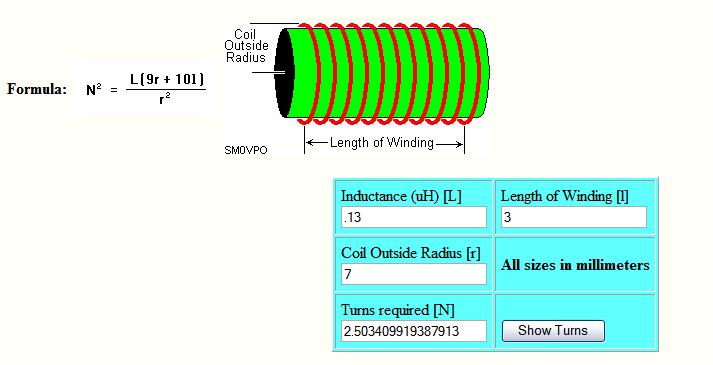 Coil
Outside
Radius
Formula: N² = L(9r + 10l) / r²
Length of Winding
SM0VPO
Inductance (uH) [L]
Length of Winding [l]
.13
3
Coil Outside Radius [r]
7
All sizes in millimeters
Turns required [N]
2.503409919387913
Show Turns